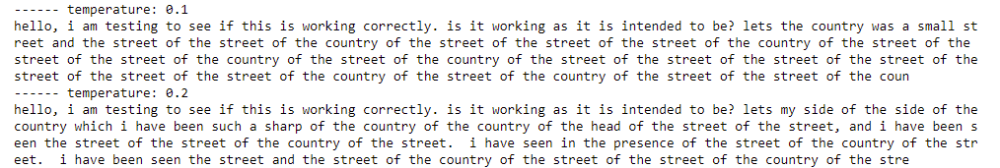 ------ temperature: 0.1
hello, i am testing to see if this is working correctly. is it working as it is intended to be? lets the country was a small st
reet and the street of the street of the country of the street of the street of the street of the country of the street of the
street of the street of the country of the street of the country of the street of the street of the street of the street of the
street of the street of the street of the country of the street of the country of the street of the street of the coun
------ temperature: 0.2
hello, i am testing to see if this is working correctly. is it working as it is intended to be? lets my side of the side of the
country which i have been such a sharp of the country of the country of the head of the street of the street, and i have been s
een the street of the street of the country of the street.  i have seen in the presence of the street of the country of the str
eet.  i have been seen the street and the street of the country of the street of the street of the country of the stre